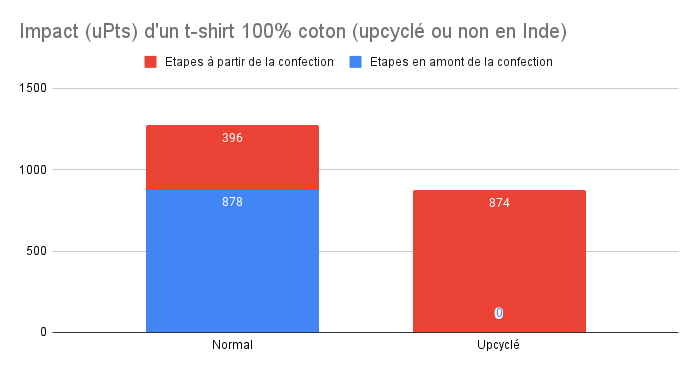 Impact (uPts) d'un t-shirt 100% coton (upcyclé ou non en Inde)
Etapes à partir de la confection
Etapes en amont de la confection
1500
1000
500
0
396
878
874
0
Normal
Upcyclé